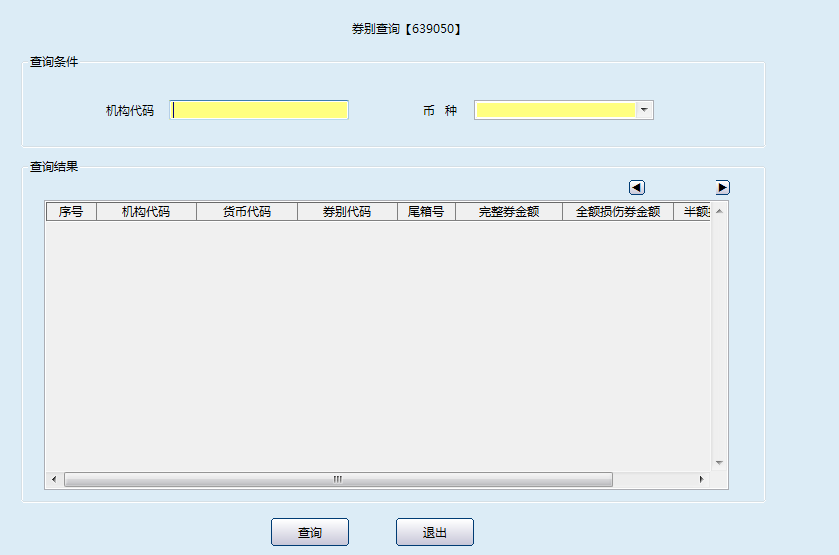 券别查询【639050】
查询条件
机构代码 币 种
查询结果
序号 机构代码 货币代码 券别代码 尾箱号 完整券金额 全额损伤券金额 半额
查询 退出